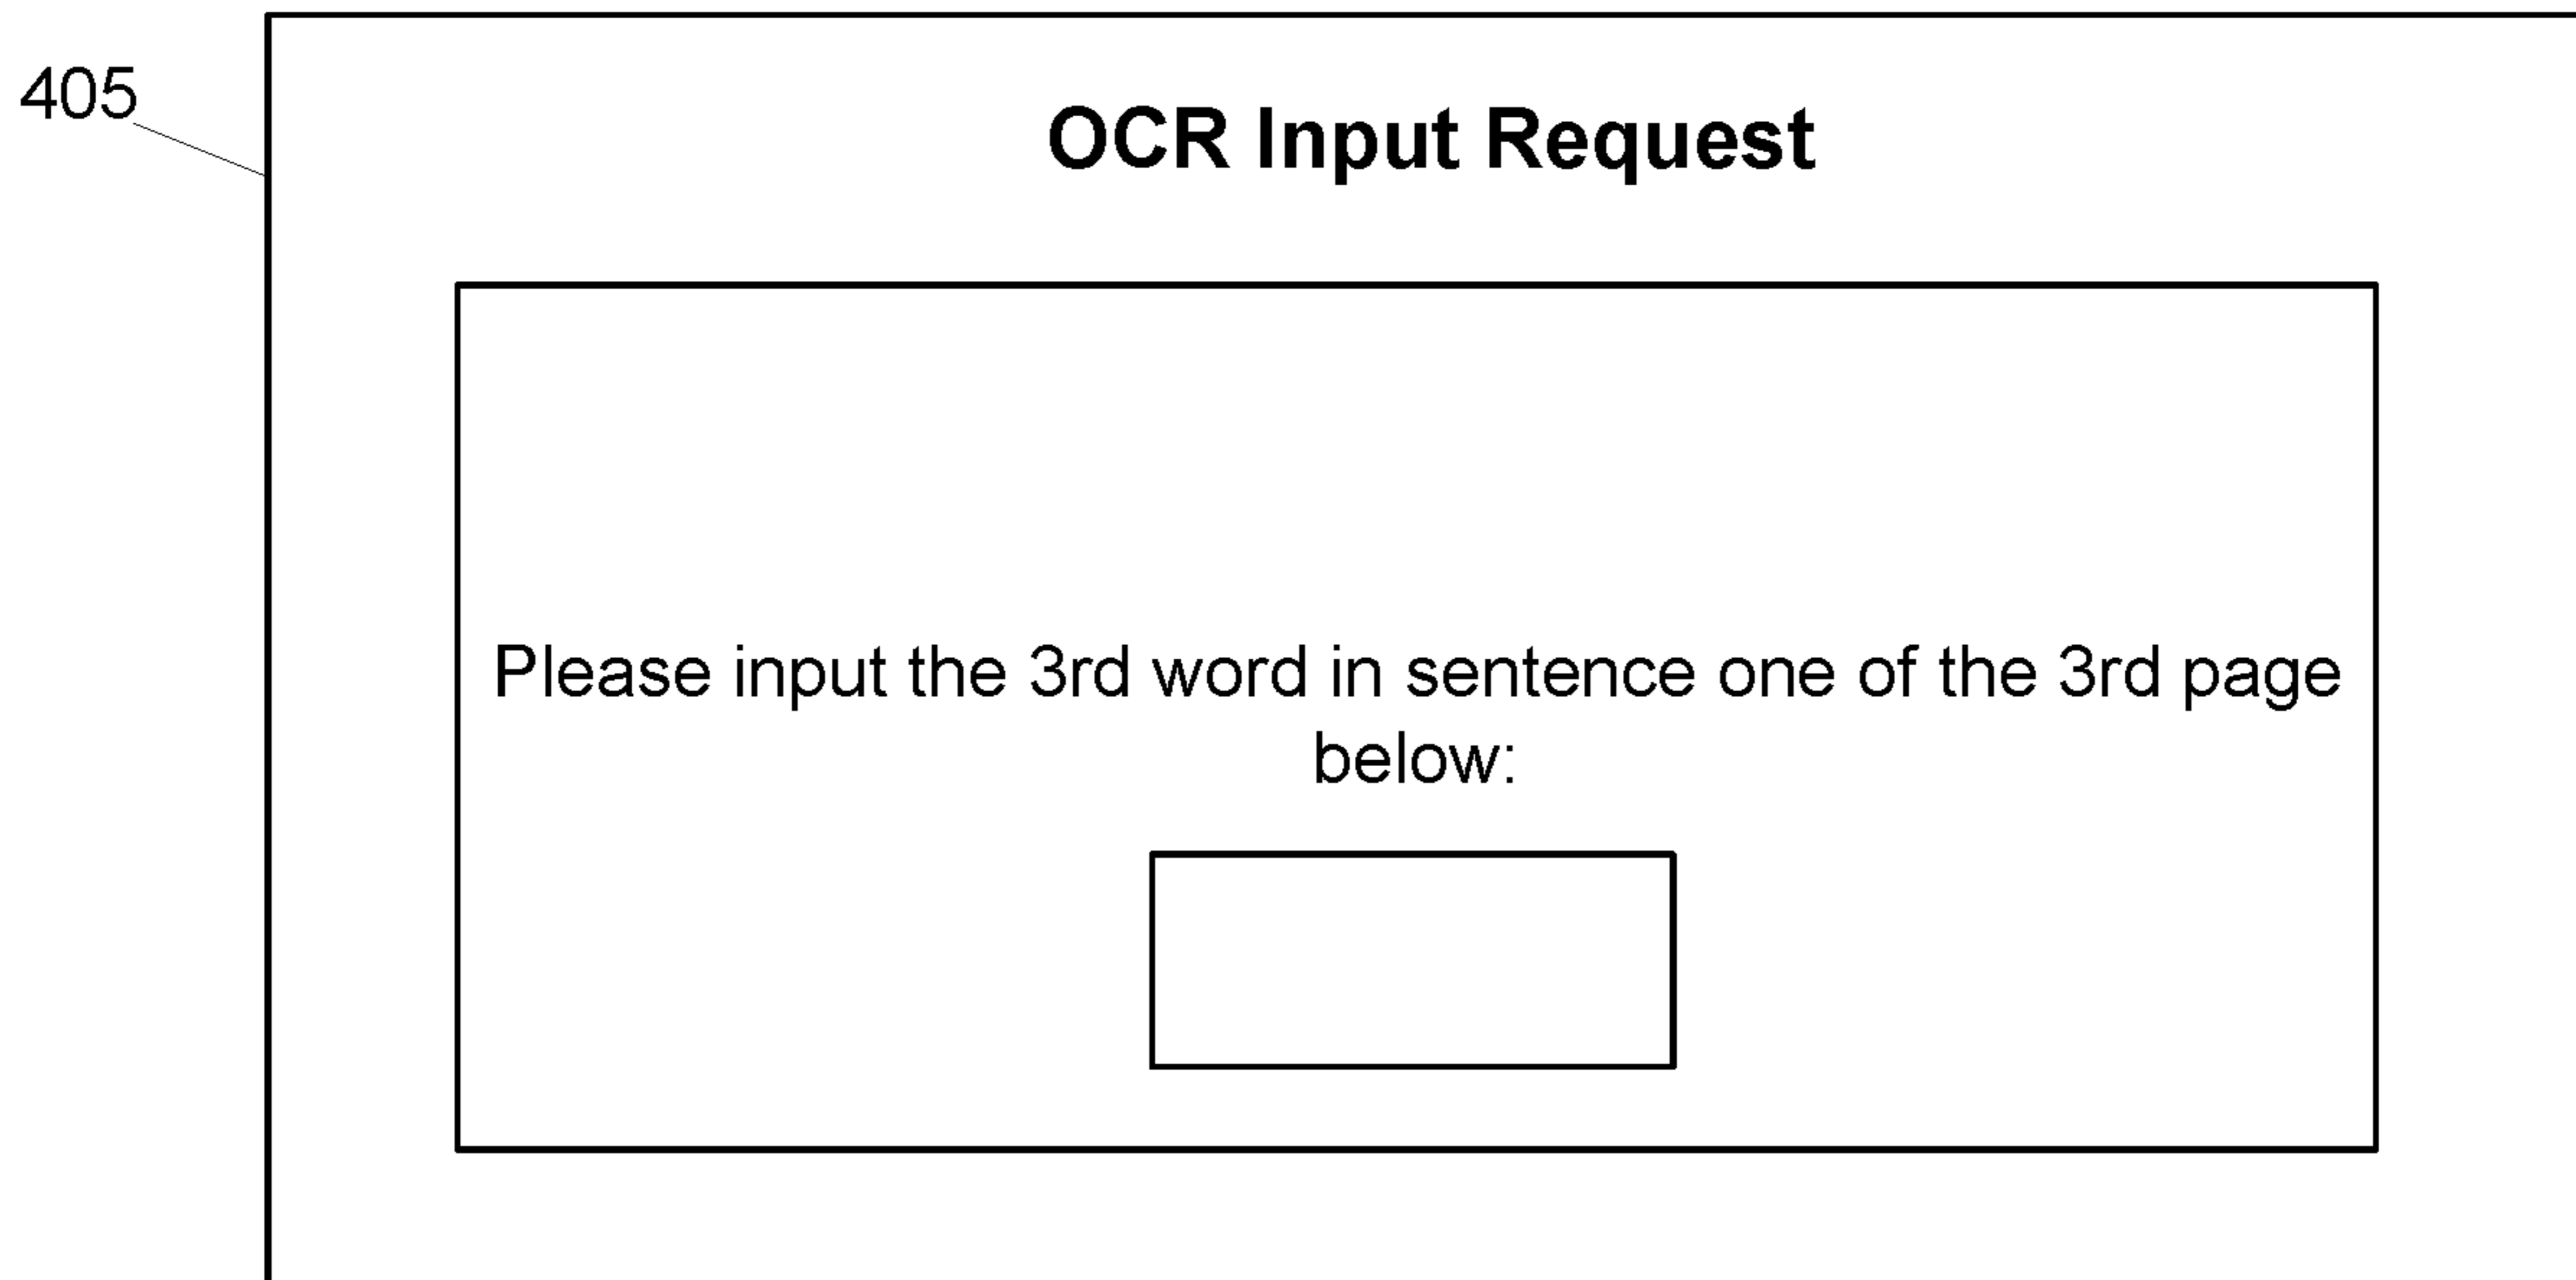 405
OCR Input Request
Please input the 3rd word in sentence one of the 3rd page
below: